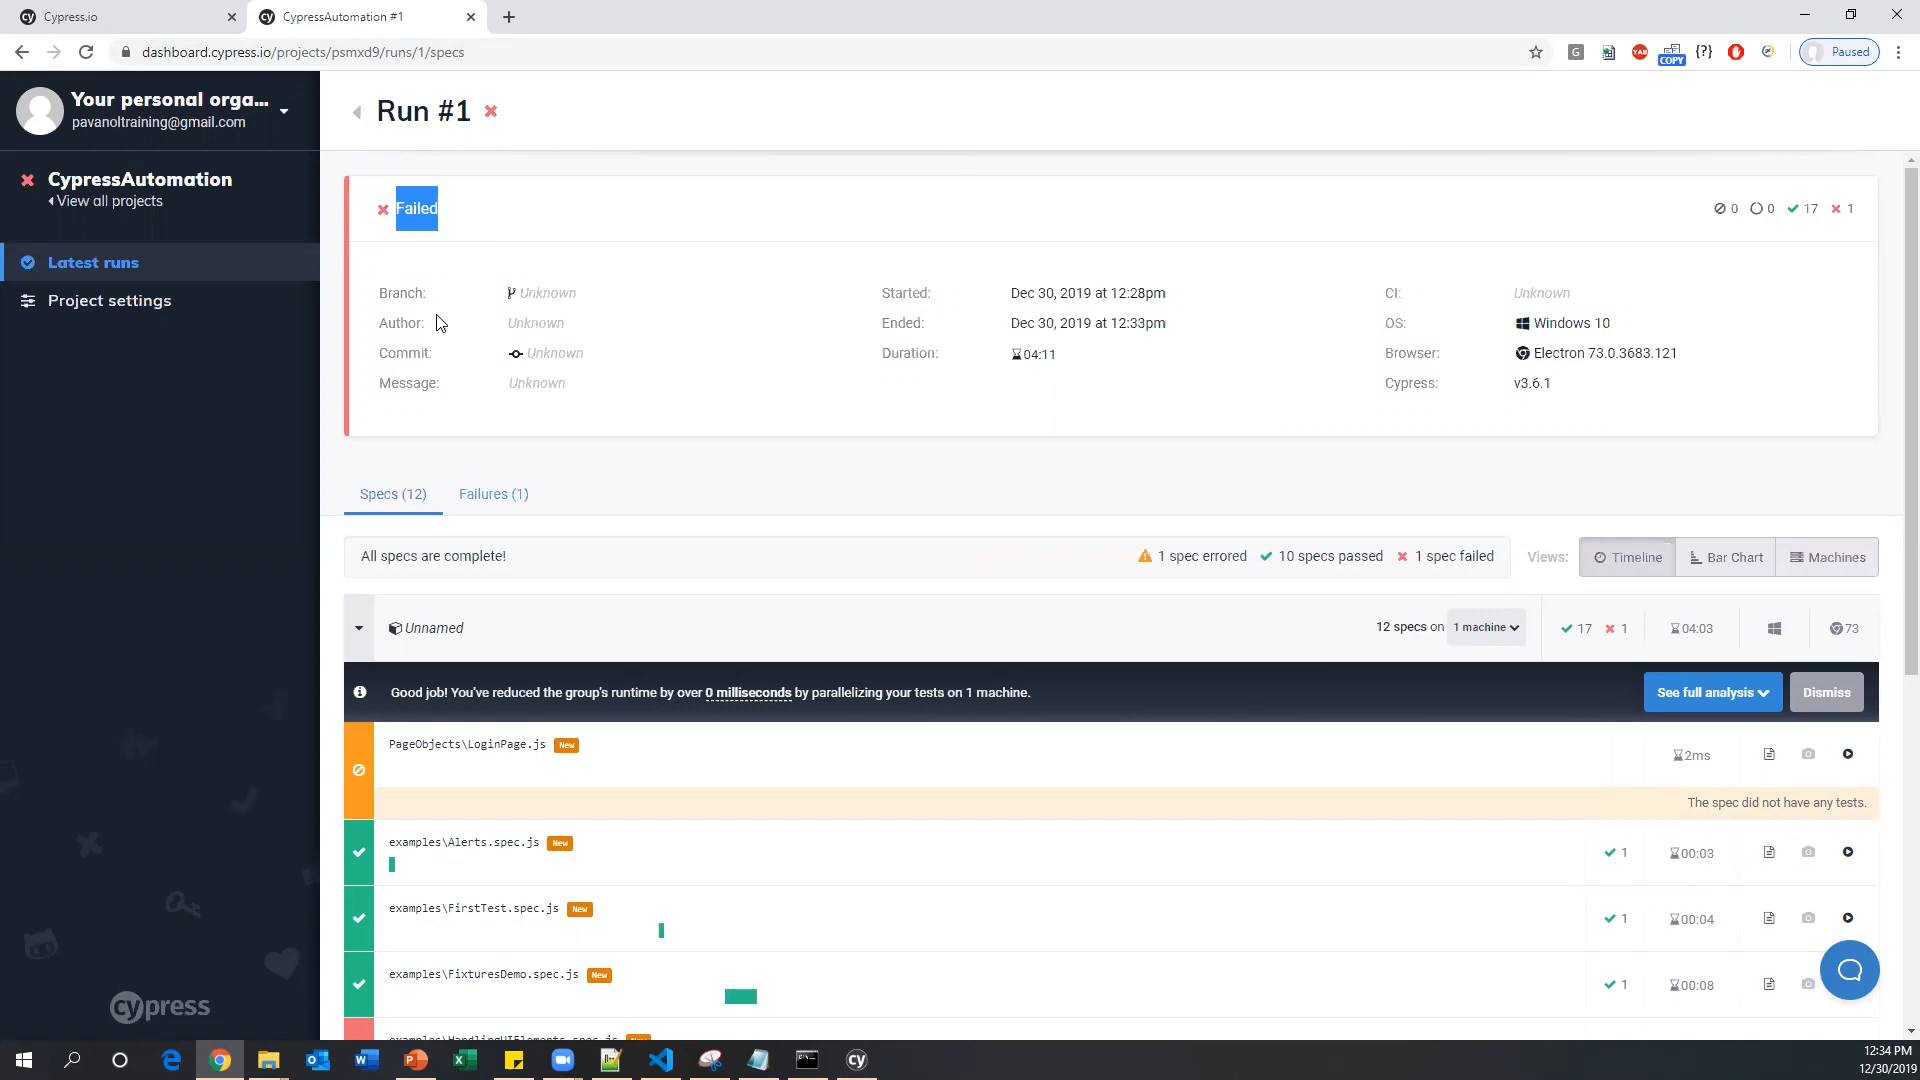 Cypress.io
CypressAutomation #1
dashboard.cypress.io/projects/psmxd9/runs/1/specs
COPY
Paused
Your personal orga...
pavanoltraining@gmail.com
CypressAutomation
View all projects
Latest runs
Project settings
cypress
Run #1
Failed
0 0 17 1
Branch: Unknown
Author: Unknown
Commit: Unknown
Message: Unknown
Started: Dec 30, 2019 at 12:28pm
Ended: Dec 30, 2019 at 12:33pm
Duration: 04:11
CI: Unknown
OS: Windows 10
Browser: Electron 73.0.3683.121
Cypress: v3.6.1
Specs (12) Failures (1)
All specs are complete! 1 spec errored 10 specs passed 1 spec failed Views: Timeline Bar Chart Machines
Unnamed 12 specs on 1 machine 17 1 04:03 73
Good job! You've reduced the group's runtime by over 0 milliseconds by parallelizing your tests on 1 machine. See full analysis Dismiss
PageObjects\LoginPage.js New 2ms
The spec did not have any tests.
examples\Alerts.spec.js New 1 00:03
examples\FirstTest.spec.js New 1 00:04
examples\FixturesDemo.spec.js New 1 00:08
examples\HandlingUIElements.spec.js
12:34 PM
12/30/2019